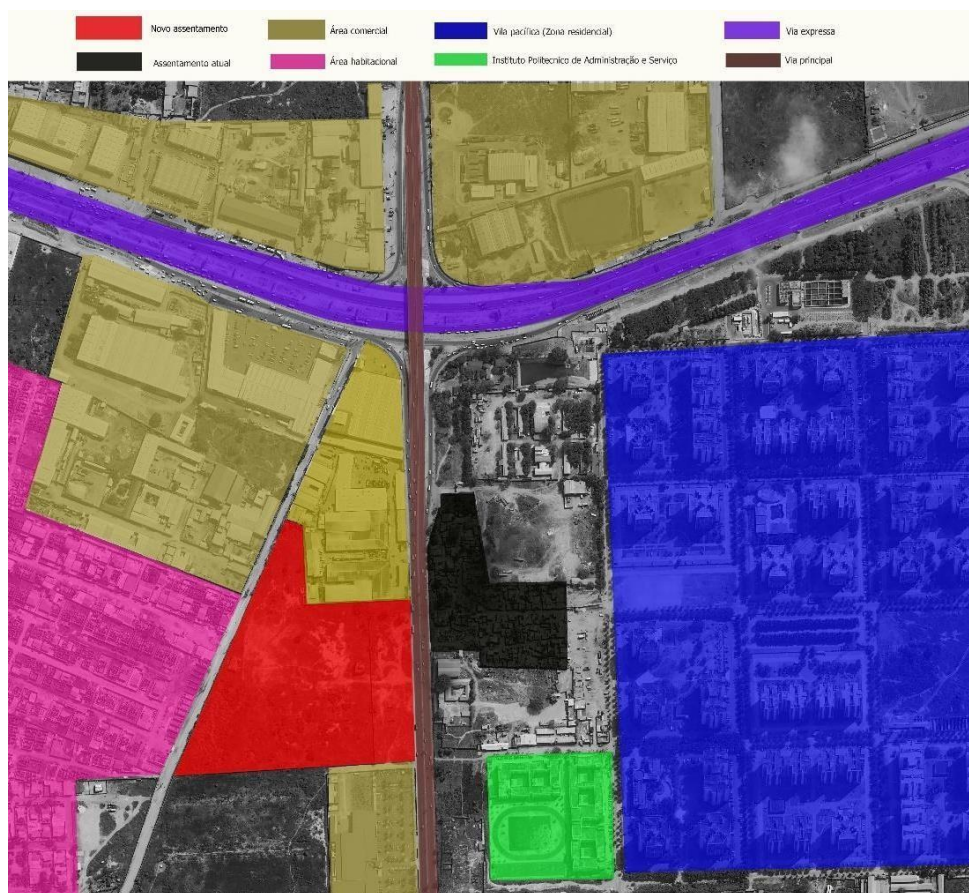 Novo assentamento
Área comercial
Vila pacífica (Zona residencial)
Via expressa
Assentamento atual
Área habitacional
Instituto Politecnico de Administração e Serviço
Via principal